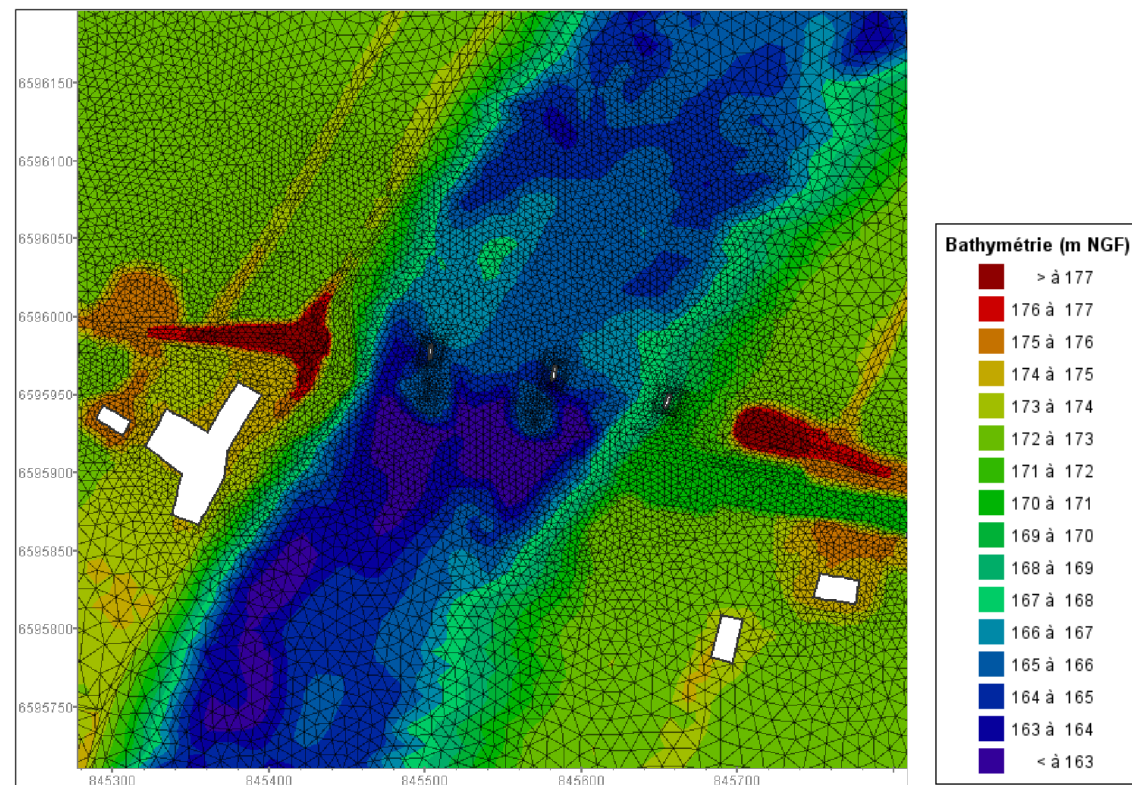 6596150
6596100
6596050
6596000
6595950
6595900
6595850
6595800
6595750
845300
845400
845500
845600
845700
Bathymétrie (m NGF)
> à 177
176 à 177
175 à 176
174 à 175
173 à 174
172 à 173
171 à 172
170 à 171
169 à 170
168 à 169
167 à 168
166 à 167
165 à 166
164 à 165
163 à 164
< à 163